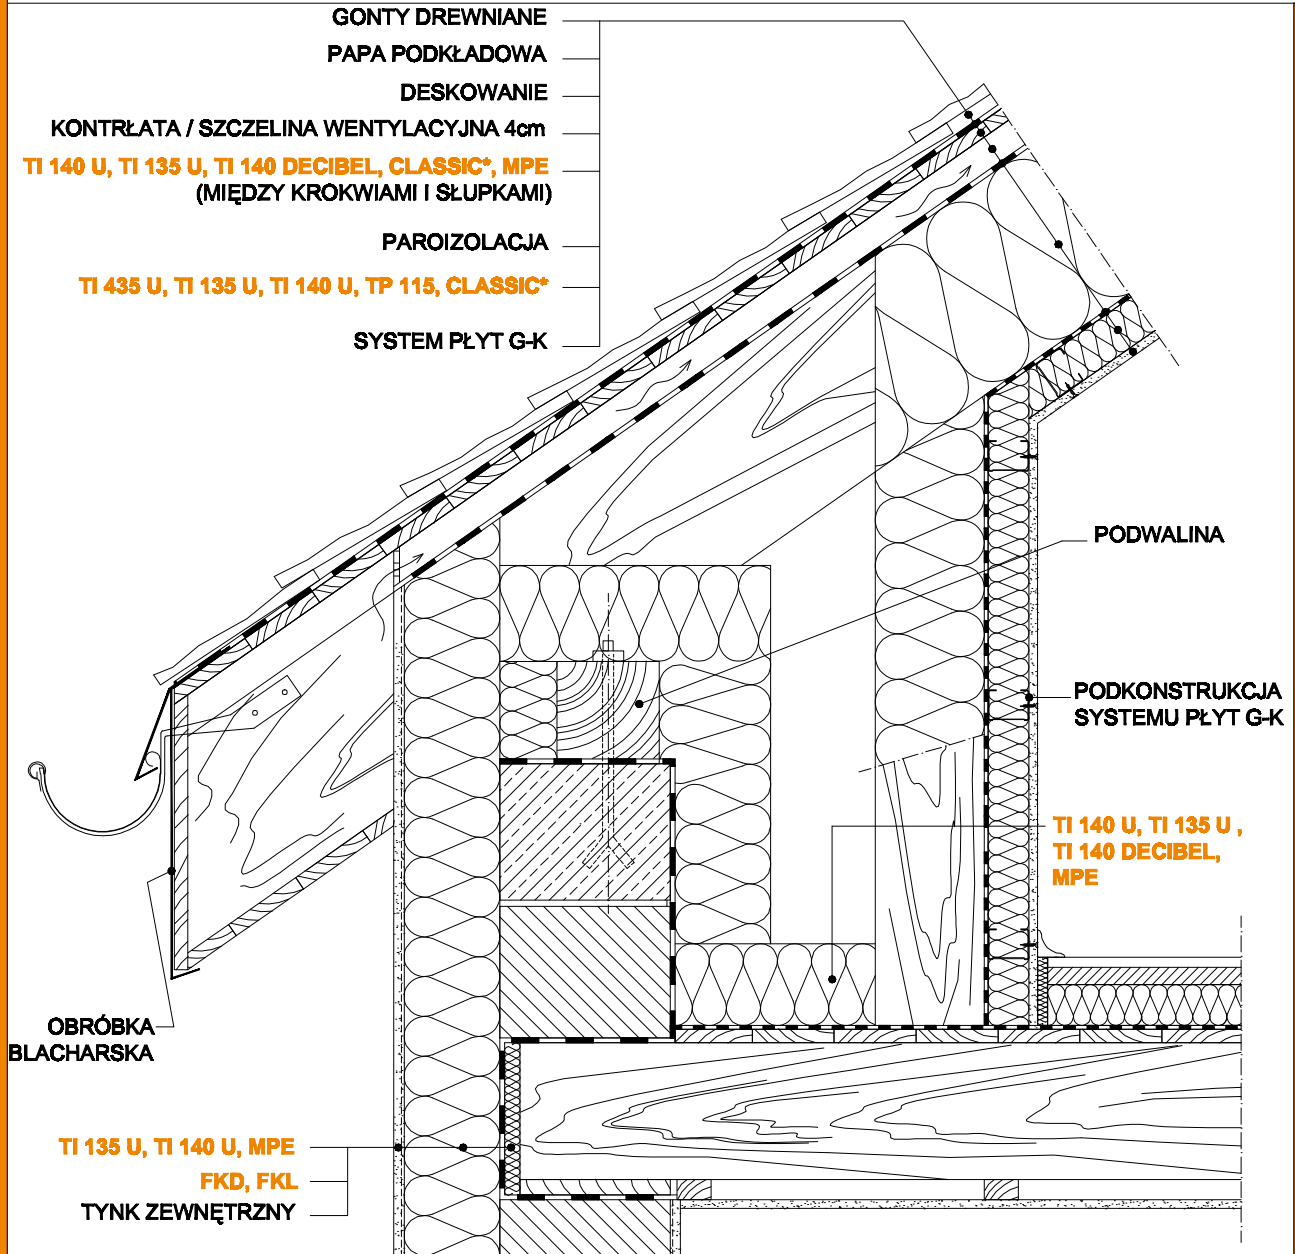 GONTY DREWNIANE
PAPA PODKŁADOWA
DESKOWANIE
KONTRŁATA / SZCZELINA WENTYLACYJNA 4cm
TI 140 U, TI 135 U, TI 140 DECIBEL, CLASSIC*, MPE
(MIĘDZY KROKWIAMI I SŁUPKAMI)
PAROIZOLACJA
TI 435 U, TI 135 U, TI 140 U, TP 115, CLASSIC*
SYSTEM PŁYT G-K
PODWALINA
PODKONSTRUKCJA
SYSTEMU PŁYT G-K
TI 140 U, TI 135 U ,
TI 140 DECIBEL,
MPE
OBRÓBKA
BLACHARSKA
TI 135 U, TI 140 U, MPE
FKD, FKL
TYNK ZEWNĘTRZNY